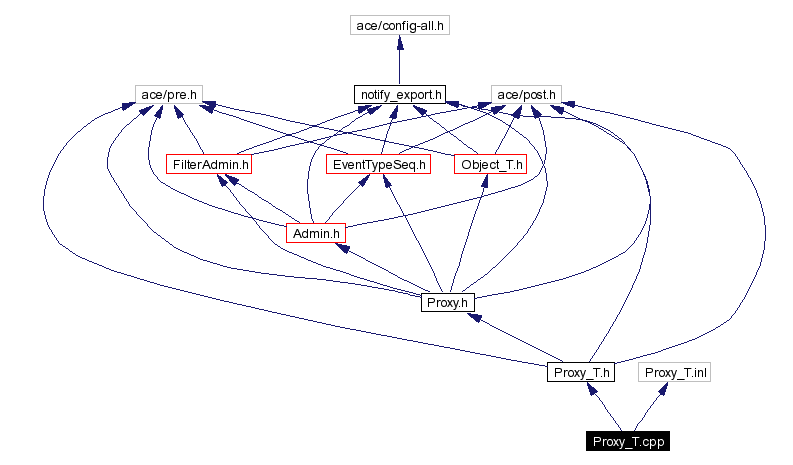 ace/config-all.h
ace/pre.h
notify_export.h
ace/post.h
FilterAdmin.h
EventTypeSeq.h
Object_T.h
Admin.h
Proxy.h
Proxy_T.h
Proxy_T.inl
Proxy_T.cpp